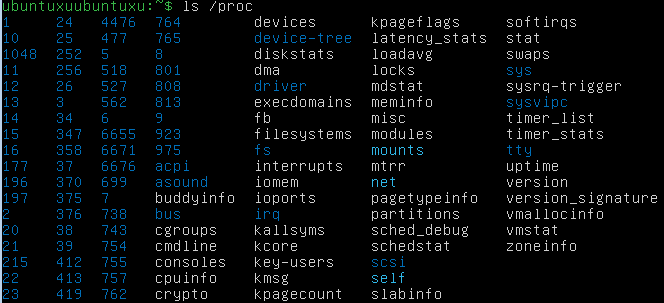 ubuntuxuubuntuxu:~$ ls /proc
1 24 4476 764 devices kpageflags softirqs
10 25 477 765 device-tree latency_stats stat
1048 252 5 8 diskstats loadavg swaps
11 256 518 801 dma locks sys
12 26 527 808 driver mdstat sysrq-trigger
13 3 562 813 execdomains meminfo sysvipc
14 34 6 9 fb misc timer_list
15 347 6655 923 filesystems modules timer_stats
16 358 6671 975 fs mounts tty
177 37 6676 acpi interrupts mtrr uptime
196 370 699 asound iomem net version
197 375 7 buddyinfo ioports pagetypeinfo version_signature
2 376 738 bus irq partitions vmallocinfo
20 38 743 cgroups kallsyms sched_debug vmstat
21 39 754 cmdline kcore schedstat zoneinfo
215 412 755 consoles key-users scsi
22 413 757 cpuinfo kmsg self
23 419 762 crypto kpagecount slabinfo